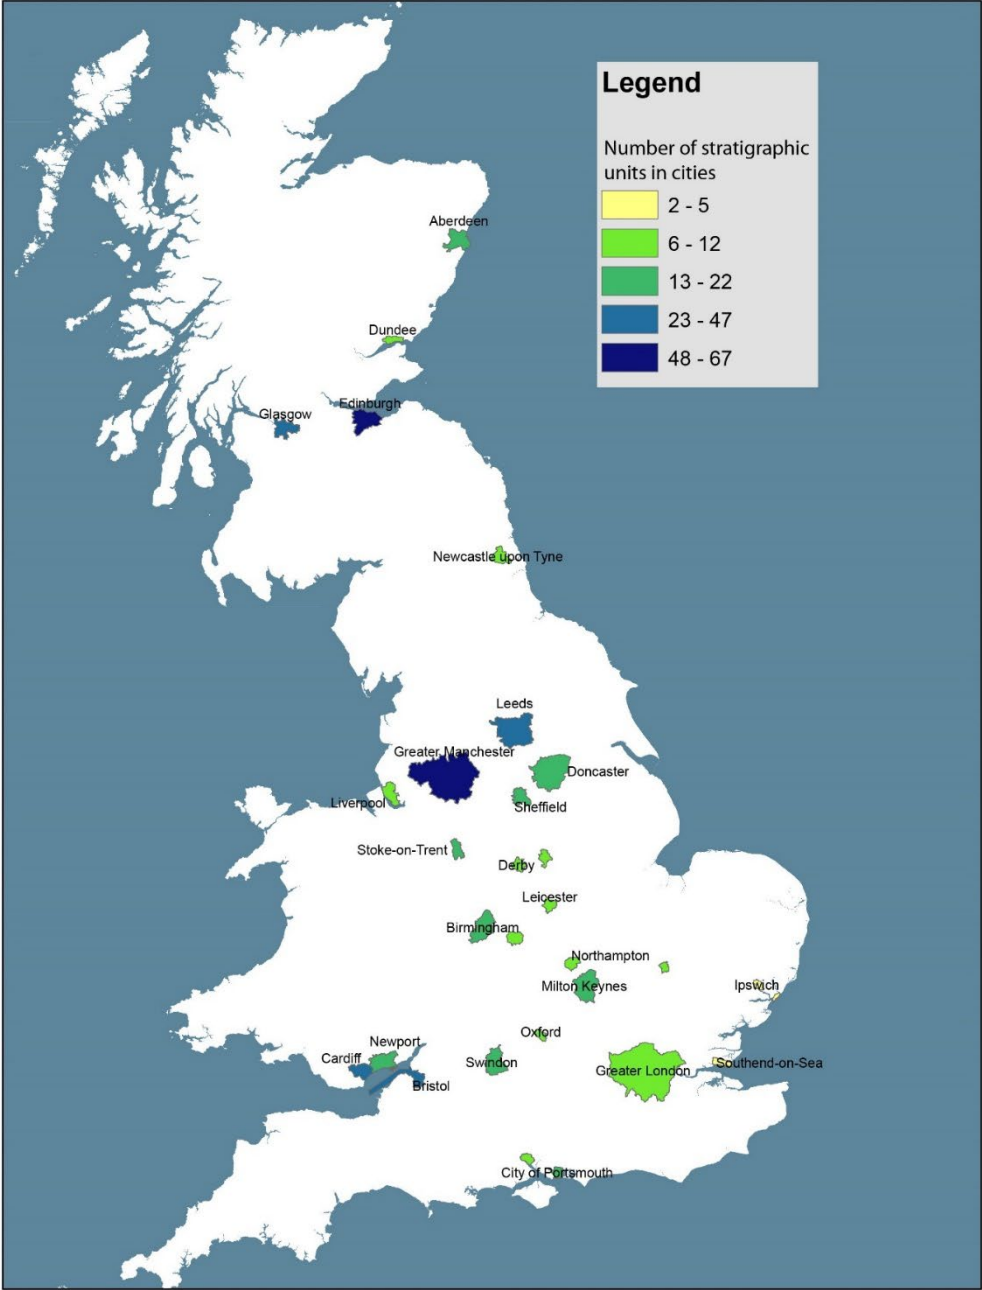 Legend
Number of stratigraphic
units in cities
2 - 5
6 - 12
13 - 22
23 - 47
48 - 67
Aberdeen
Dundee
Edinburgh
Glasgow
Newcastle upon Tyne
Leeds
Greater Manchester
Doncaster
Liverpool
Sheffield
Stoke-on-Trent
Derby
Leicester
Birmingham
Northampton
Milton Keynes
Ipswich
Oxford
Newport
Cardiff
Swindon
Southend-on-Sea
Greater London
Bristol
City of Portsmouth